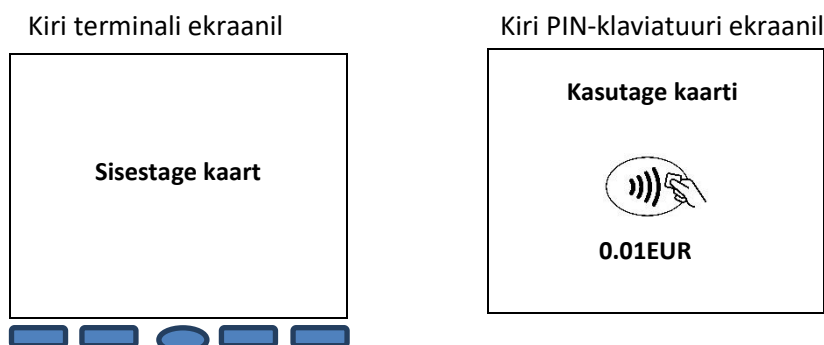 Kiri terminali ekraanil
Sisestage kaart
Kiri PIN-klaviatuuri ekraanil
Kasutage kaarti
0.01EUR